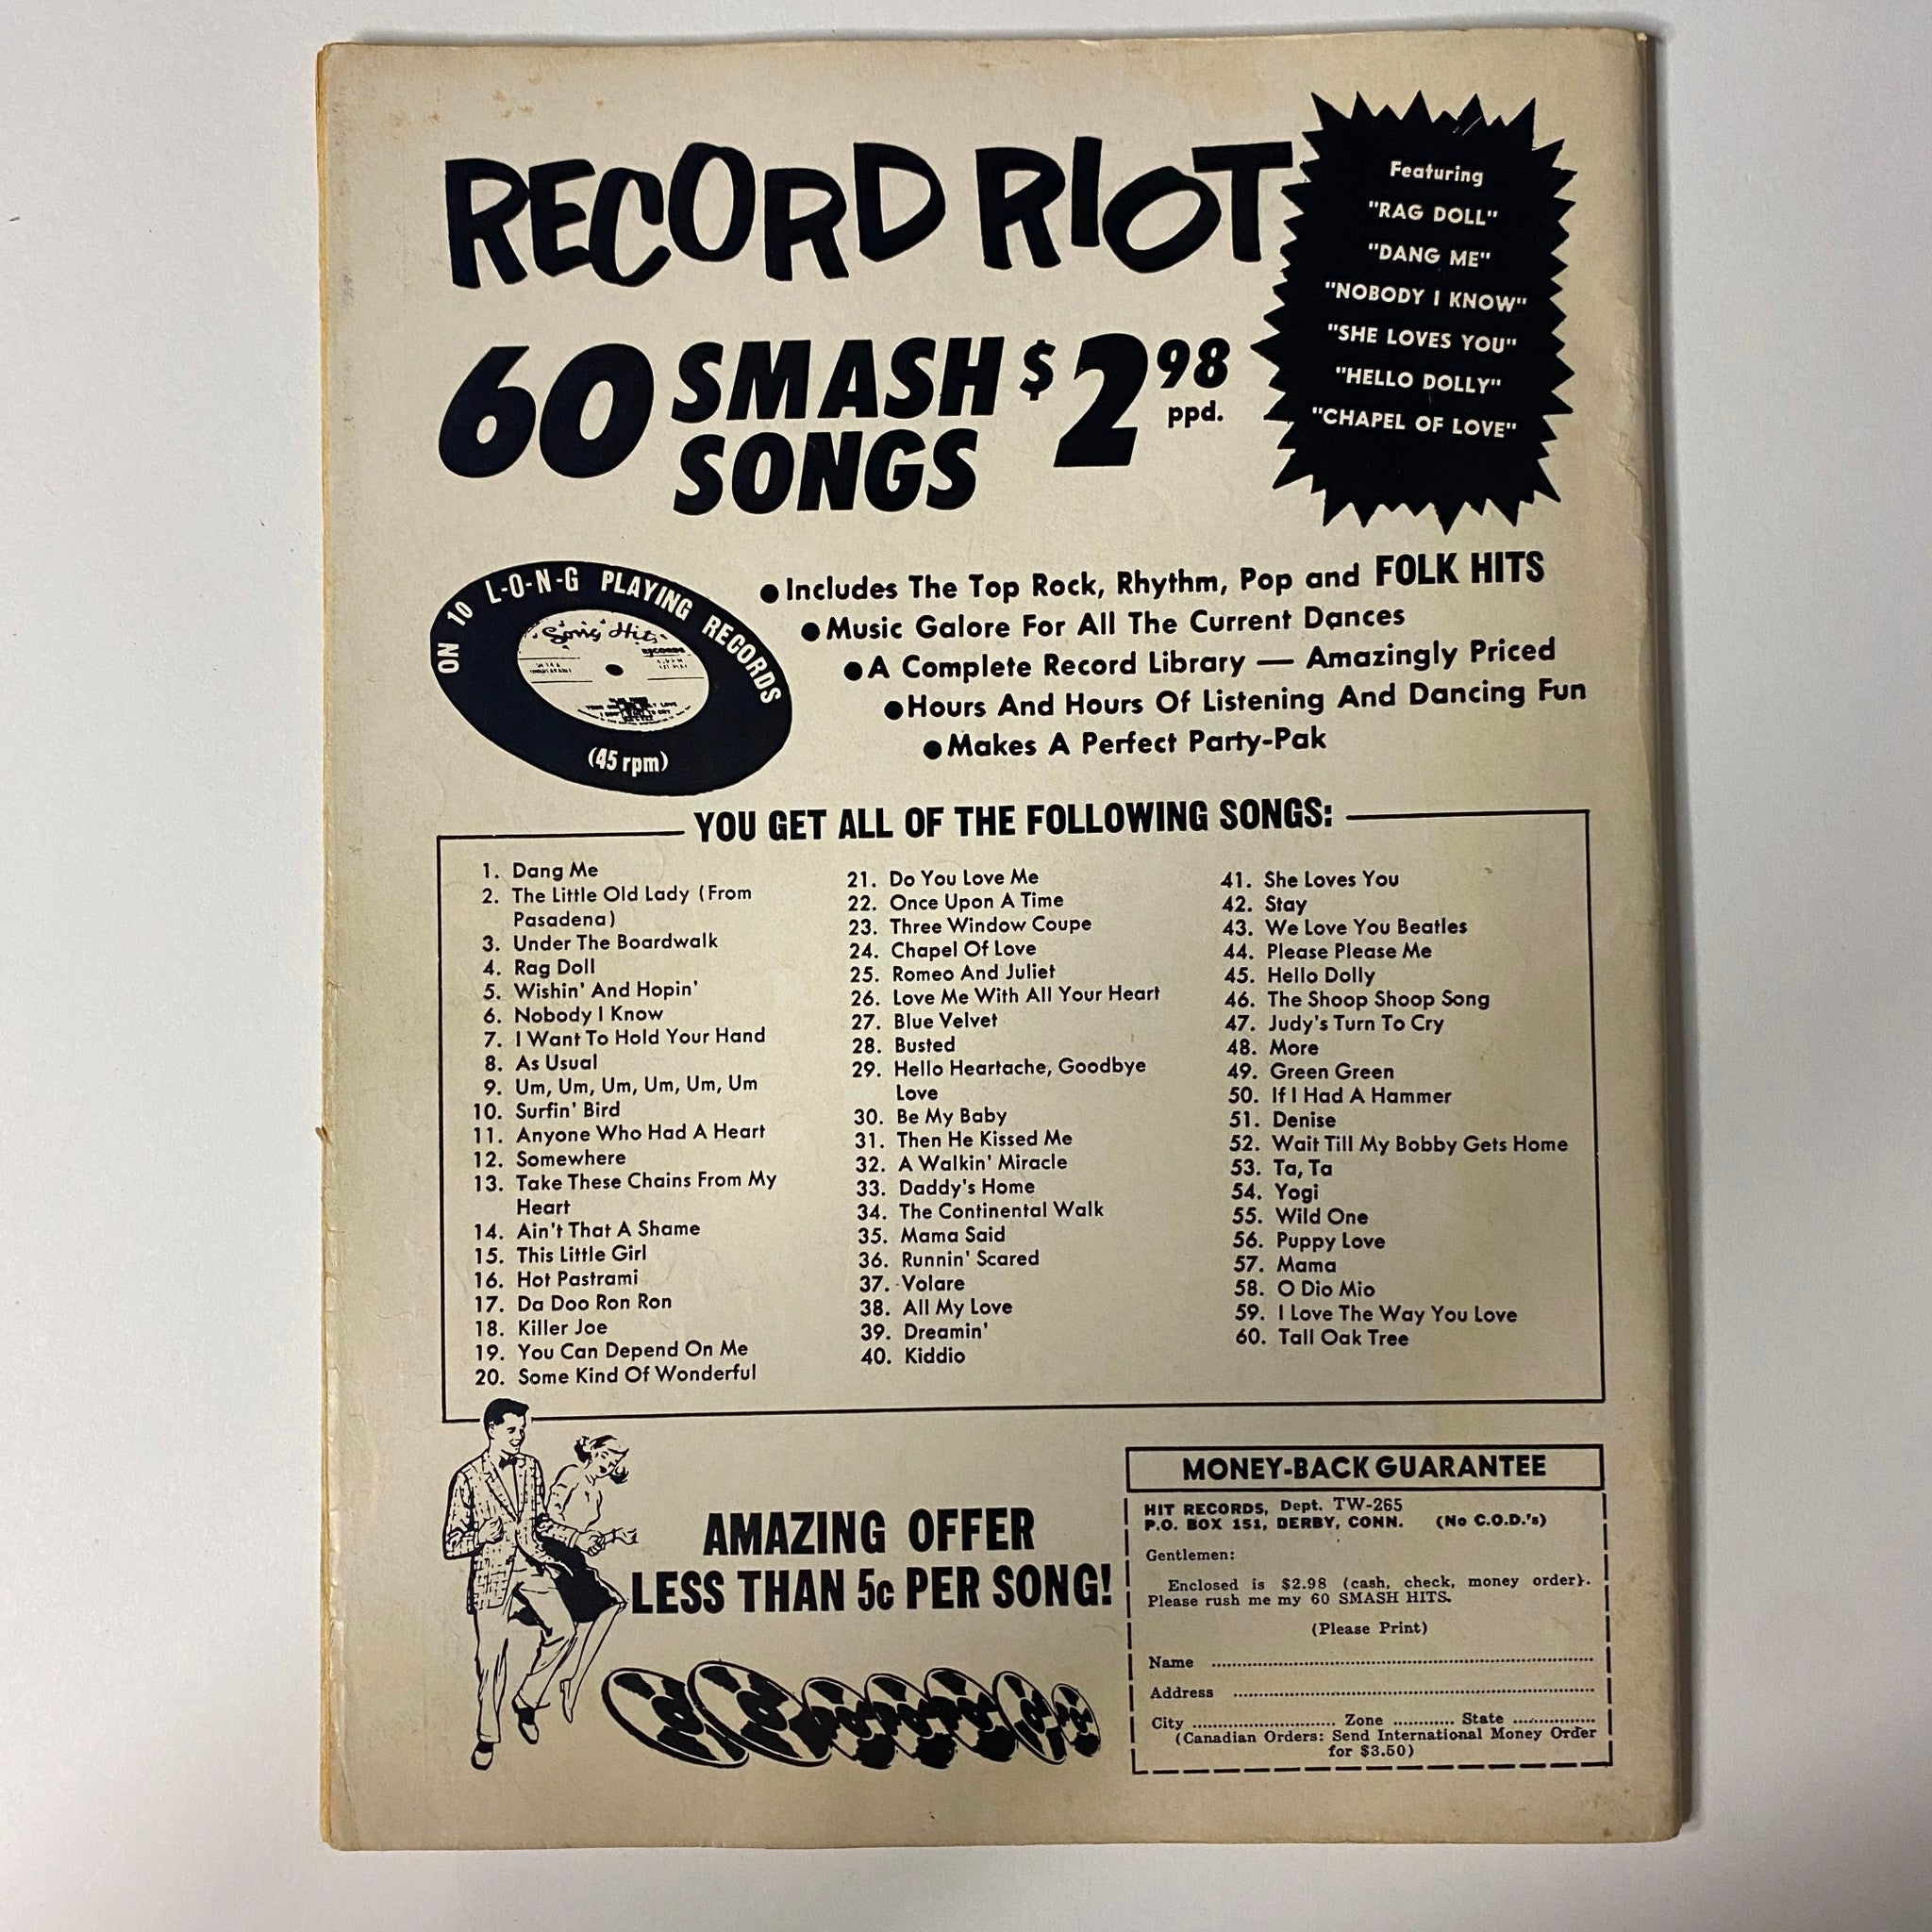 RECORD RIOT
60 SMASH SONGS $2 98 ppd.
Featuring
"RAG DOLL"
"DANG ME"
"NOBODY I KNOW"
"SHE LOVES YOU"
"HELLO DOLLY"
"CHAPEL OF LOVE"
ON 10 L-O-N-G PLAYING RECORDS
Song Hits
RECORDS
(45 rpm)
● Includes The Top Rock, Rhythm, Pop and FOLK HITS
● Music Galore For All The Current Dances
● A Complete Record Library — Amazingly Priced
● Hours And Hours Of Listening And Dancing Fun
● Makes A Perfect Party-Pak
YOU GET ALL OF THE FOLLOWING SONGS:
1. Dang Me
2. The Little Old Lady (From
Pasadena)
3. Under The Boardwalk
4. Rag Doll
5. Wishin' And Hopin'
6. Nobody I Know
7. I Want To Hold Your Hand
8. As Usual
9. Um, Um, Um, Um, Um, Um
10. Surfin' Bird
11. Anyone Who Had A Heart
12. Somewhere
13. Take These Chains From My
Heart
14. Ain't That A Shame
15. This Little Girl
16. Hot Pastrami
17. Da Doo Ron Ron
18. Killer Joe
19. You Can Depend On Me
20. Some Kind Of Wonderful
21. Do You Love Me
22. Once Upon A Time
23. Three Window Coupe
24. Chapel Of Love
25. Romeo And Juliet
26. Love Me With All Your Heart
27. Blue Velvet
28. Busted
29. Hello Heartache, Goodbye
Love
30. Be My Baby
31. Then He Kissed Me
32. A Walkin' Miracle
33. Daddy's Home
34. The Continental Walk
35. Mama Said
36. Runnin' Scared
37. Volare
38. All My Love
39. Dreamin'
40. Kiddio
41. She Loves You
42. Stay
43. We Love You Beatles
44. Please Please Me
45. Hello Dolly
46. The Shoop Shoop Song
47. Judy's Turn To Cry
48. More
49. Green Green
50. If I Had A Hammer
51. Denise
52. Wait Till My Bobby Gets Home
53. Ta, Ta
54. Yogi
55. Wild One
56. Puppy Love
57. Mama
58. O Dio Mio
59. I Love The Way You Love
60. Tall Oak Tree
AMAZING OFFER
LESS THAN 5c PER SONG!
MONEY-BACK GUARANTEE
HIT RECORDS, Dept. TW-265
P.O. BOX 151, DERBY, CONN. (No C.O.D.'s)
Gentlemen:
Enclosed is $2.98 (cash, check, money order).
Please rush me my 60 SMASH HITS.
(Please Print)
Name
Address
City Zone State
(Canadian Orders: Send International Money Order
for $3.50)